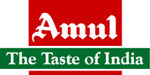 Amul
The Taste of India